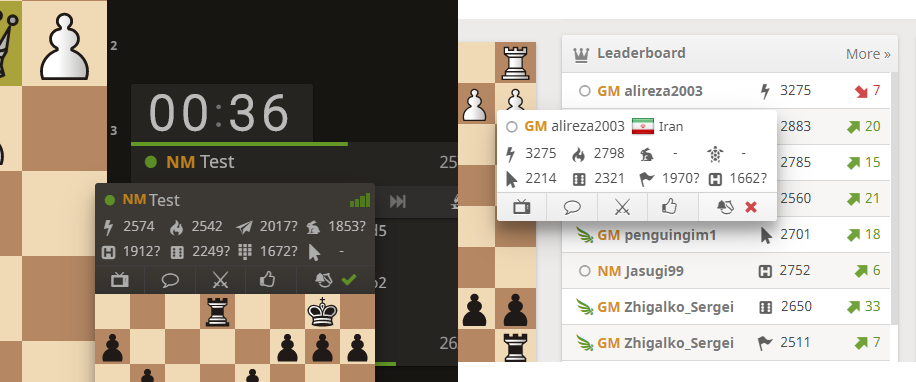 2
3
00:36
NM Test
25
NM Test
2574 2542 2017? 1853?
1912? 2249? 1672? -
d5
o2
26
Leaderboard More »
GM alireza2003 3275 7
2883 20
2785 15
2560 21
GM alireza2003 Iran
3275 2798 - -
2214 2321 1970? 1662?
GM penguingim1 2701 18
NM Jasugi99 2752 6
GM Zhigalko_Sergei 2650 33
GM Zhigalko_Sergei 2511 7